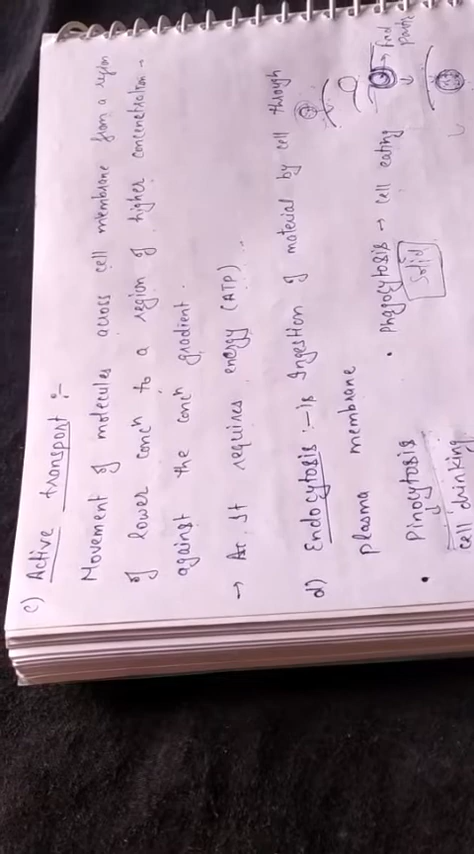 c) Active transport :-
Movement of molecules across cell membrane from a region
of lower concn to a region of higher concentration -
against the concn gradient.
→ It requires energy (ATP).
d) Endocytosis :- is Ingestion of material by cell through
plasma membrane
• Pinocytosis
cell drinking
• phagocytosis → cell eating
Solid